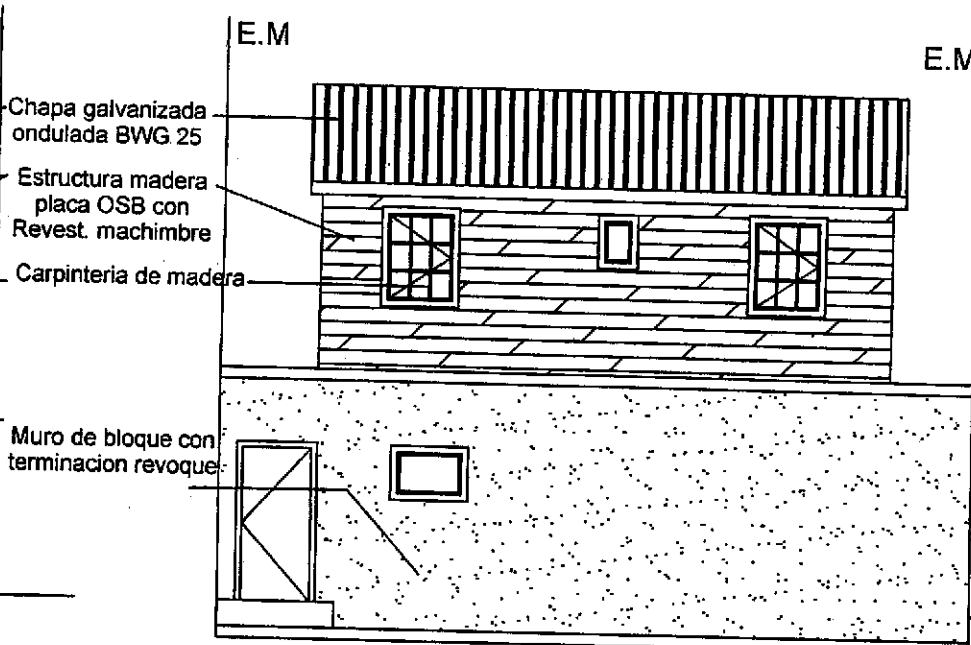 E.M
E.M
Chapa galvanizada
ondulada BWG 25
Estructura madera
placa OSB con
Revest. machimbre
Carpinteria de madera
Muro de bloque con
terminacion revoque